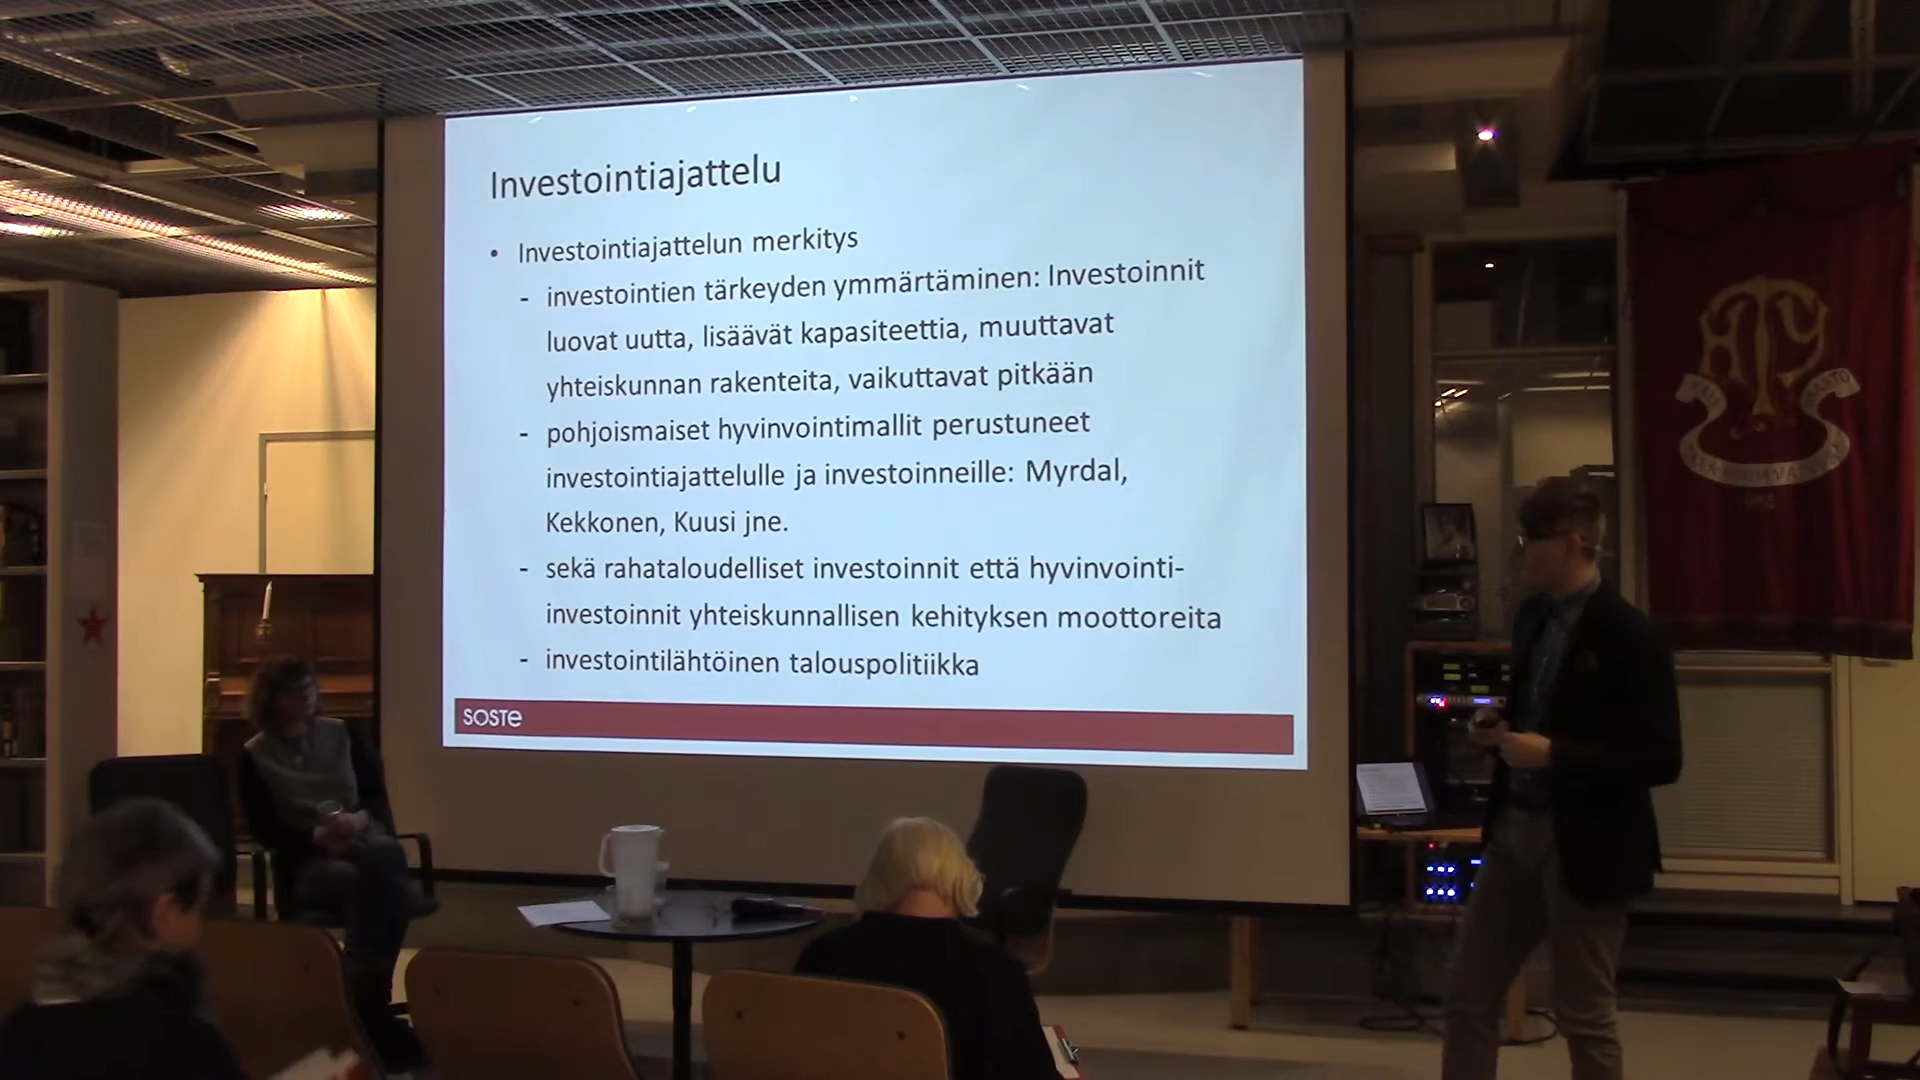 Investointiajattelu
• Investointiajattelun merkitys
- investointien tärkeyden ymmärtäminen: Investoinnit
luovat uutta, lisäävät kapasiteettia, muuttavat
yhteiskunnan rakenteita, vaikuttavat pitkään
- pohjoismaiset hyvinvointimallit perustuneet
investointiajattelulle ja investoinneille: Myrdal,
Kekkonen, Kuusi jne.
- sekä rahataloudelliset investoinnit että hyvinvointi-
investoinnit yhteiskunnallisen kehityksen moottoreita
- investointilähtöinen talouspolitiikka
soste